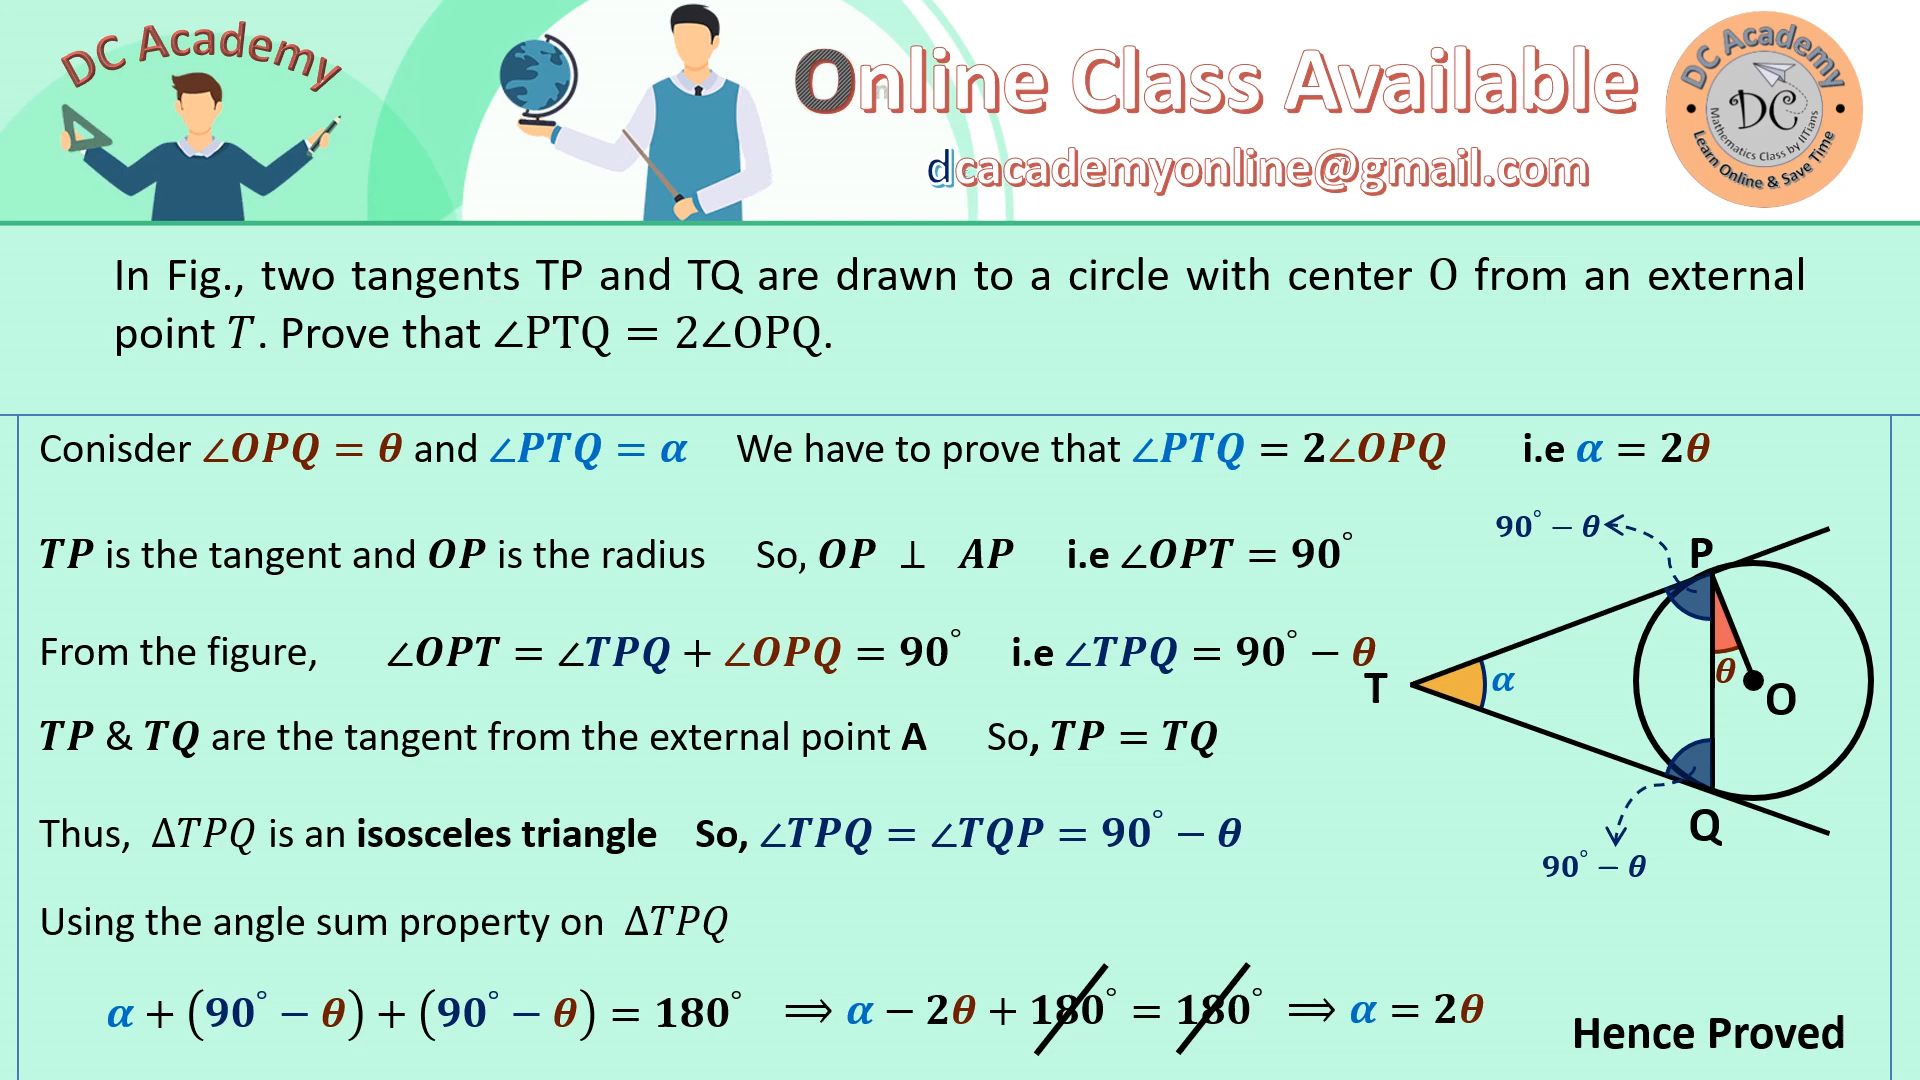 DC Academy
Online Class Available
dcacademyonline@gmail.com
DC Academy
DC
Mathematics Class by IITians
Learn Online & Save Time
In Fig., two tangents TP and TQ are drawn to a circle with center O from an external
point T. Prove that ∠PTQ = 2∠OPQ.
Conisder ∠OPQ = θ and ∠PTQ = α We have to prove that ∠PTQ = 2∠OPQ i.e α = 2θ
TP is the tangent and OP is the radius So, OP ⊥ AP i.e ∠OPT = 90°
From the figure, ∠OPT = ∠TPQ + ∠OPQ = 90° i.e ∠TPQ = 90° − θ
TP & TQ are the tangent from the external point A So, TP = TQ
Thus, ΔTPQ is an isosceles triangle So, ∠TPQ = ∠TQP = 90° − θ
Using the angle sum property on ΔTPQ
α + (90° − θ) + (90° − θ) = 180° ⟹ α − 2θ + 180° = 180° ⟹ α = 2θ
Hence Proved
90° − θ
P
T
α
θ
O
Q
90° − θ